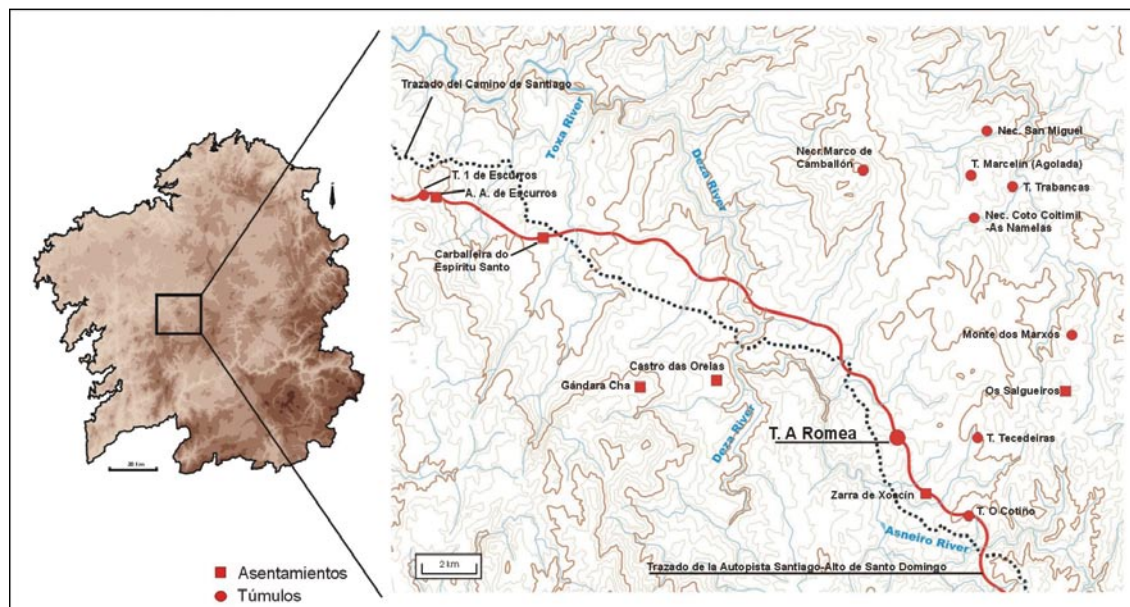 Trazado del Camino de Santiago
Toxa River
Deza River
Nec. San Miguel
Necr.Marco de
Camballón
T. Marcelin (Agolada)
T. Trabancas
T. 1 de Escurros
A. A. de Escurros
Nec. Coto Coitimil
-As Namelas
Carballeira do
Espíritu Santo
Monte dos Marxos
Castro das Orelas
Gándara Cha
Os Salgueiros
Deza River
T. A Romea
T. Tecedeiras
Zarra de Xoacín
T. O Cotiño
Asneiro River
2 km
Trazado de la Autopista Santiago-Alto de Santo Domingo
Asentamientos
Túmulos